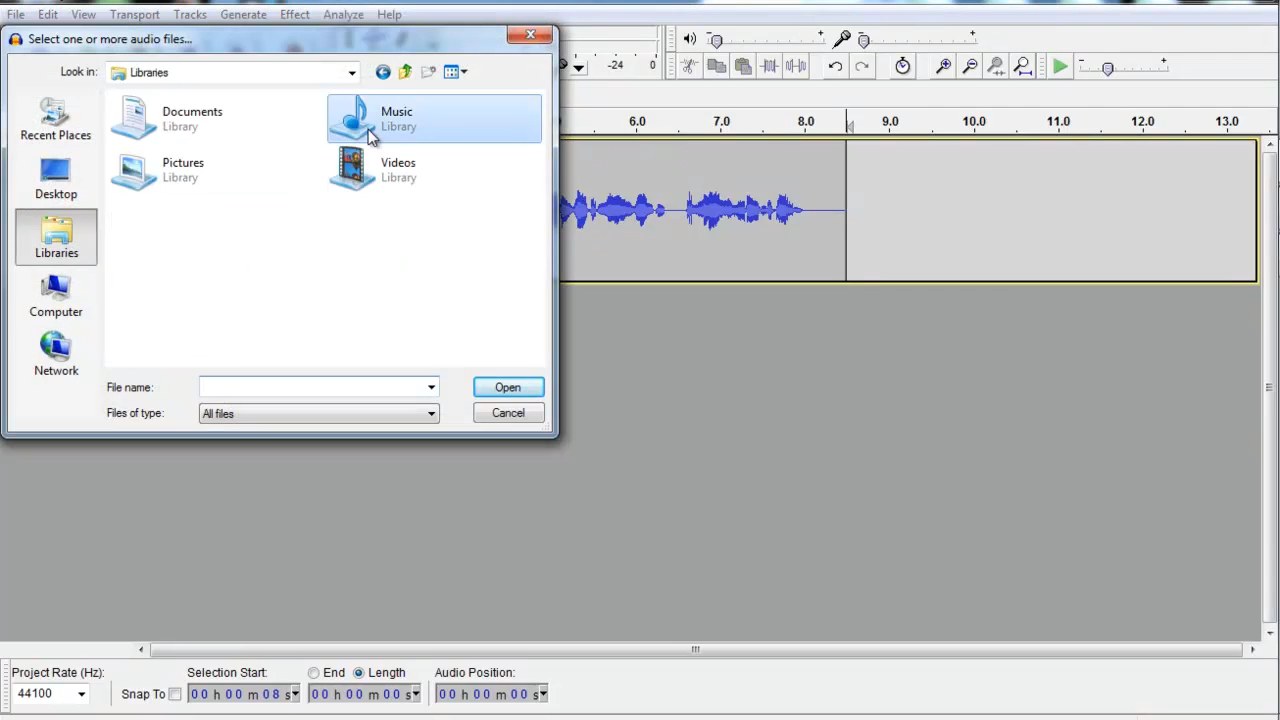 File Edit View Transport Tracks Generate Effect Analyze Help
Select one or more audio files...
-24 0
Look in: Libraries
Recent Places
Desktop
Libraries
Computer
Network
Documents
Library
Music
Library
Pictures
Library
Videos
Library
6.0 7.0 8.0 9.0 10.0 11.0 12.0 13.0
File name: Open
Files of type: All files Cancel
Project Rate (Hz): Selection Start: End Length Audio Position:
44100 Snap To 00 h 00 m 08 s 00 h 00 m 00 s 00 h 00 m 00 s